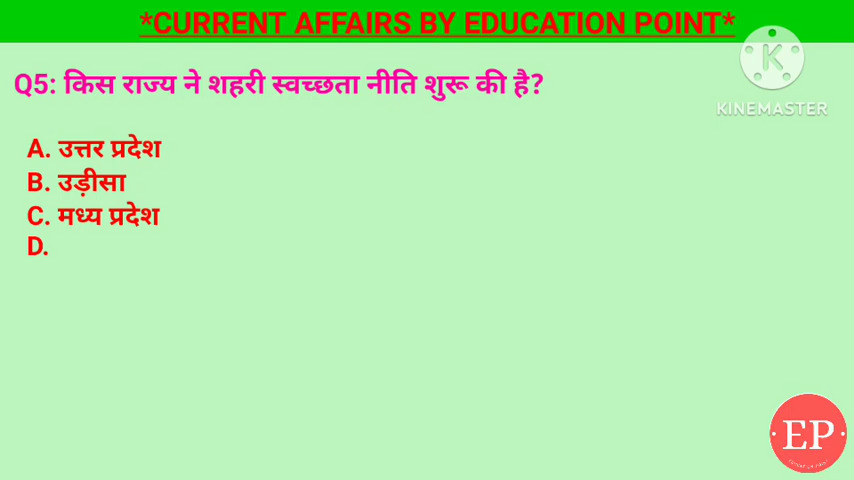 *CURRENT AFFAIRS BY EDUCATION POINT*
Q5: किस राज्य ने शहरी स्वच्छता नीति शुरू की है?
KINEMASTER
A. उत्तर प्रदेश
B. उड़ीसा
C. मध्य प्रदेश
D.
EP